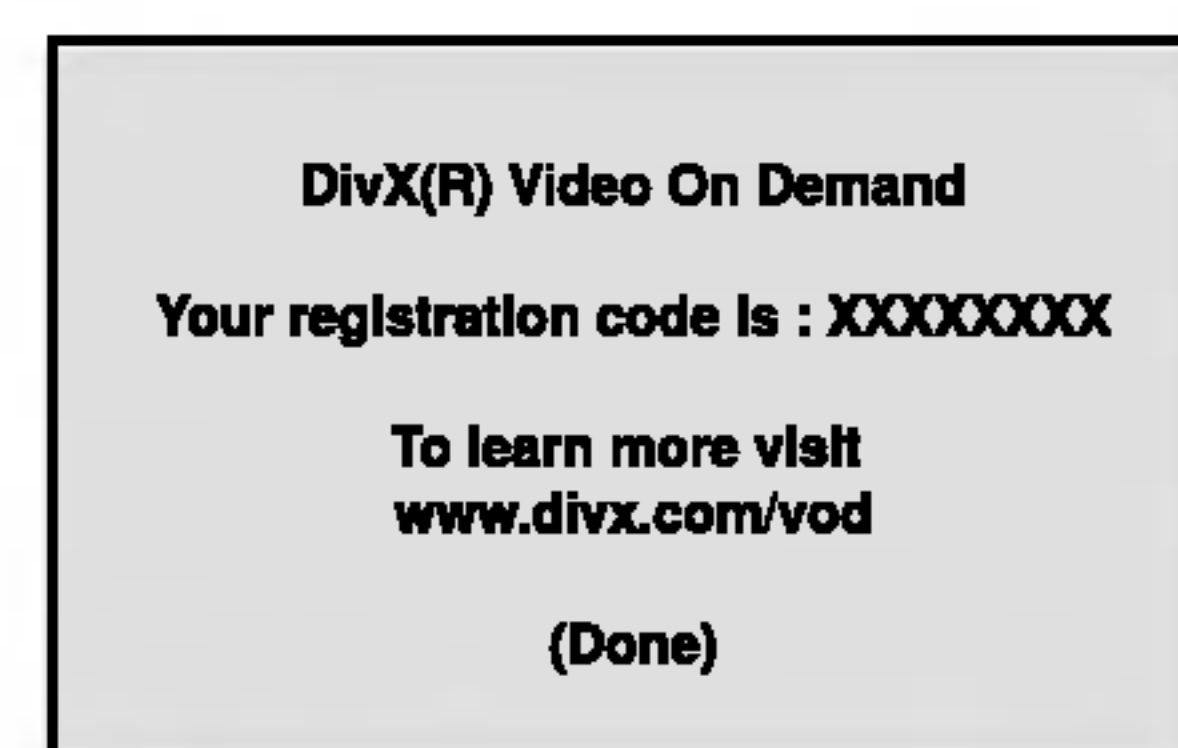 DivX(R) Video On Demand
Your registration code is : XXXXXXXX
To learn more visit
www.divx.com/vod
(Done)